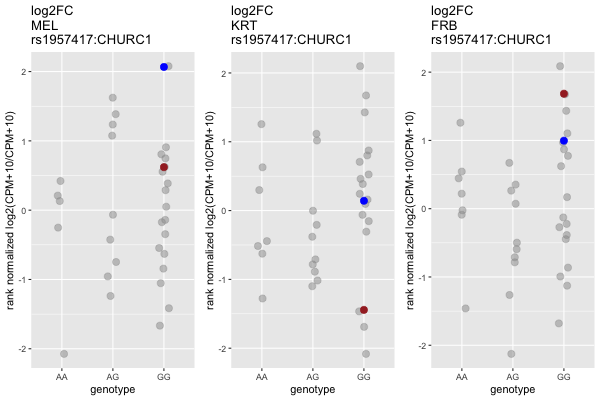 log2FC
MEL
rs1957417:CHURC1
rank normalized log2(CPM+10/CPM+10)
2
1
0
-1
-2
AA
AG
GG
genotype
log2FC
KRT
rs1957417:CHURC1
rank normalized log2(CPM+10/CPM+10)
2
1
0
-1
-2
AA
AG
GG
genotype
log2FC
FRB
rs1957417:CHURC1
rank normalized log2(CPM+10/CPM+10)
2
1
0
-1
-2
AA
AG
GG
genotype